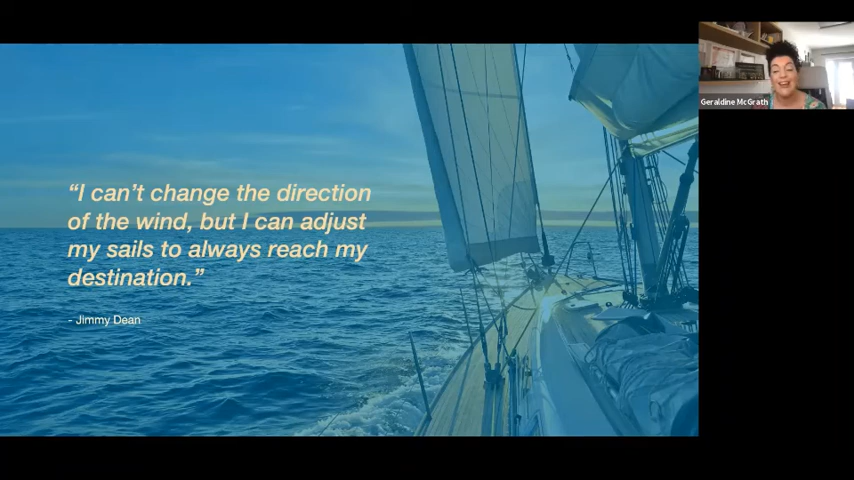 “I can’t change the direction
of the wind, but I can adjust
my sails to always reach my
destination.”
- Jimmy Dean
Geraldine McGrath